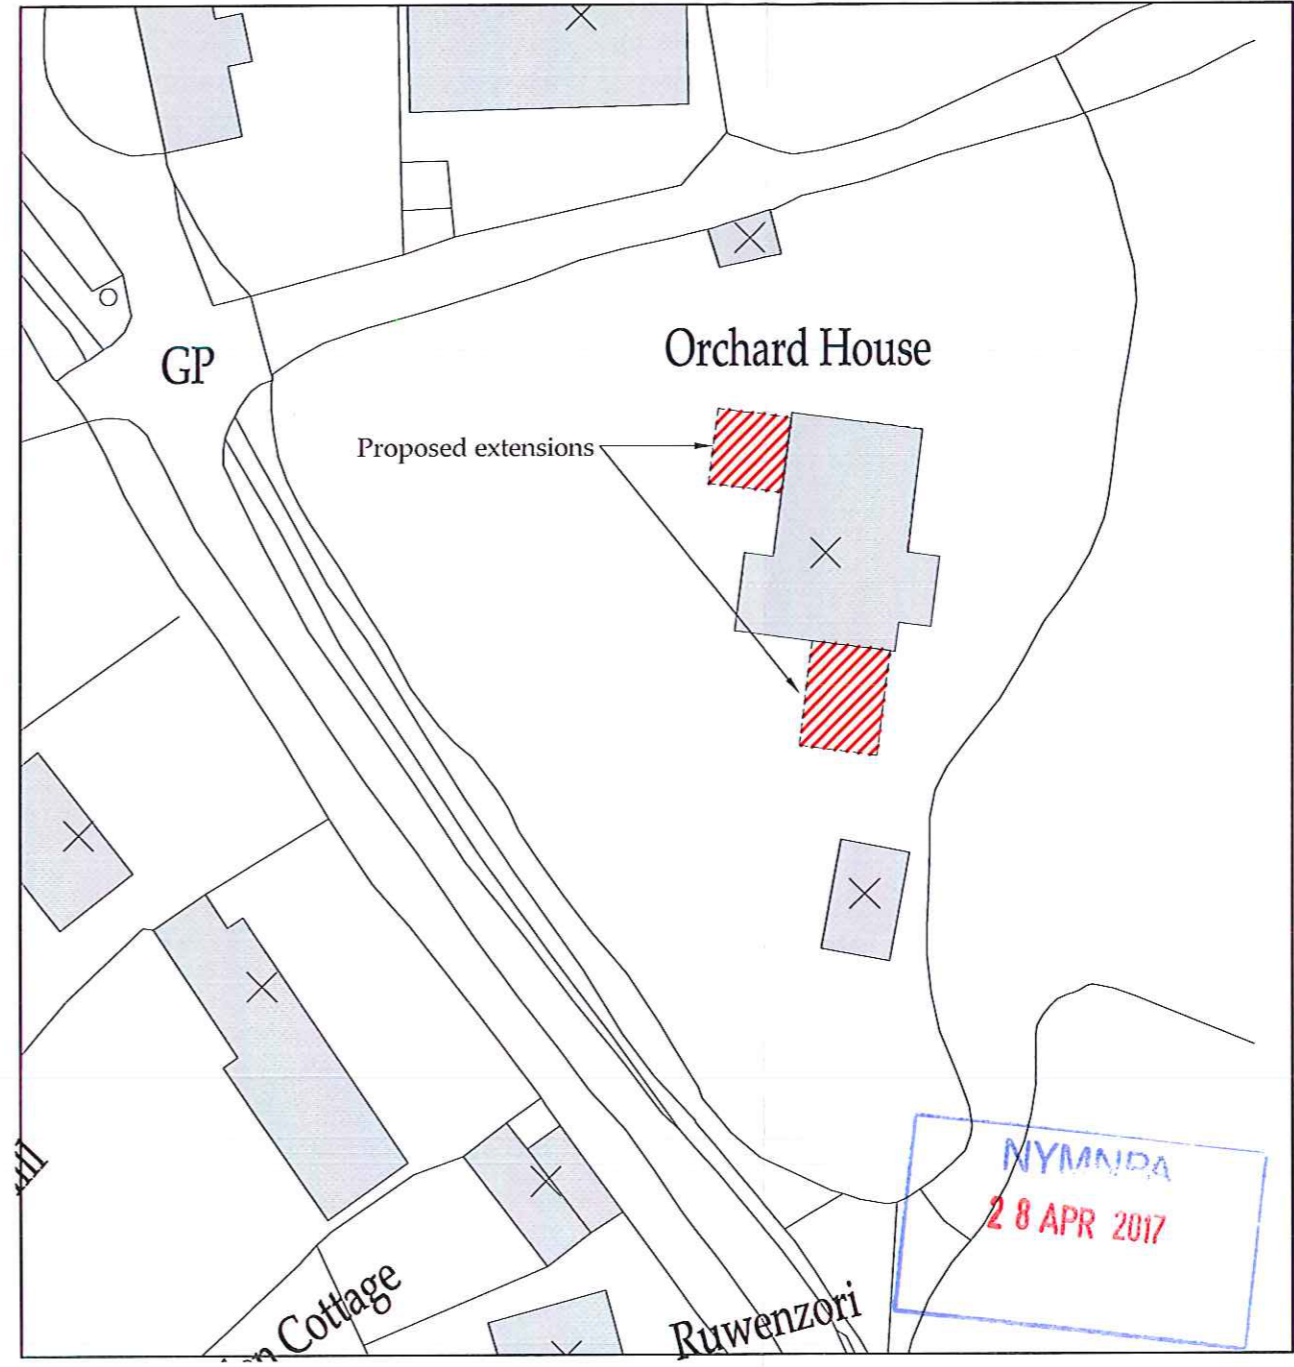 GP
Orchard House
Proposed extensions
NYMNPA
28 APR 2017
Cottage
Ruwenzori